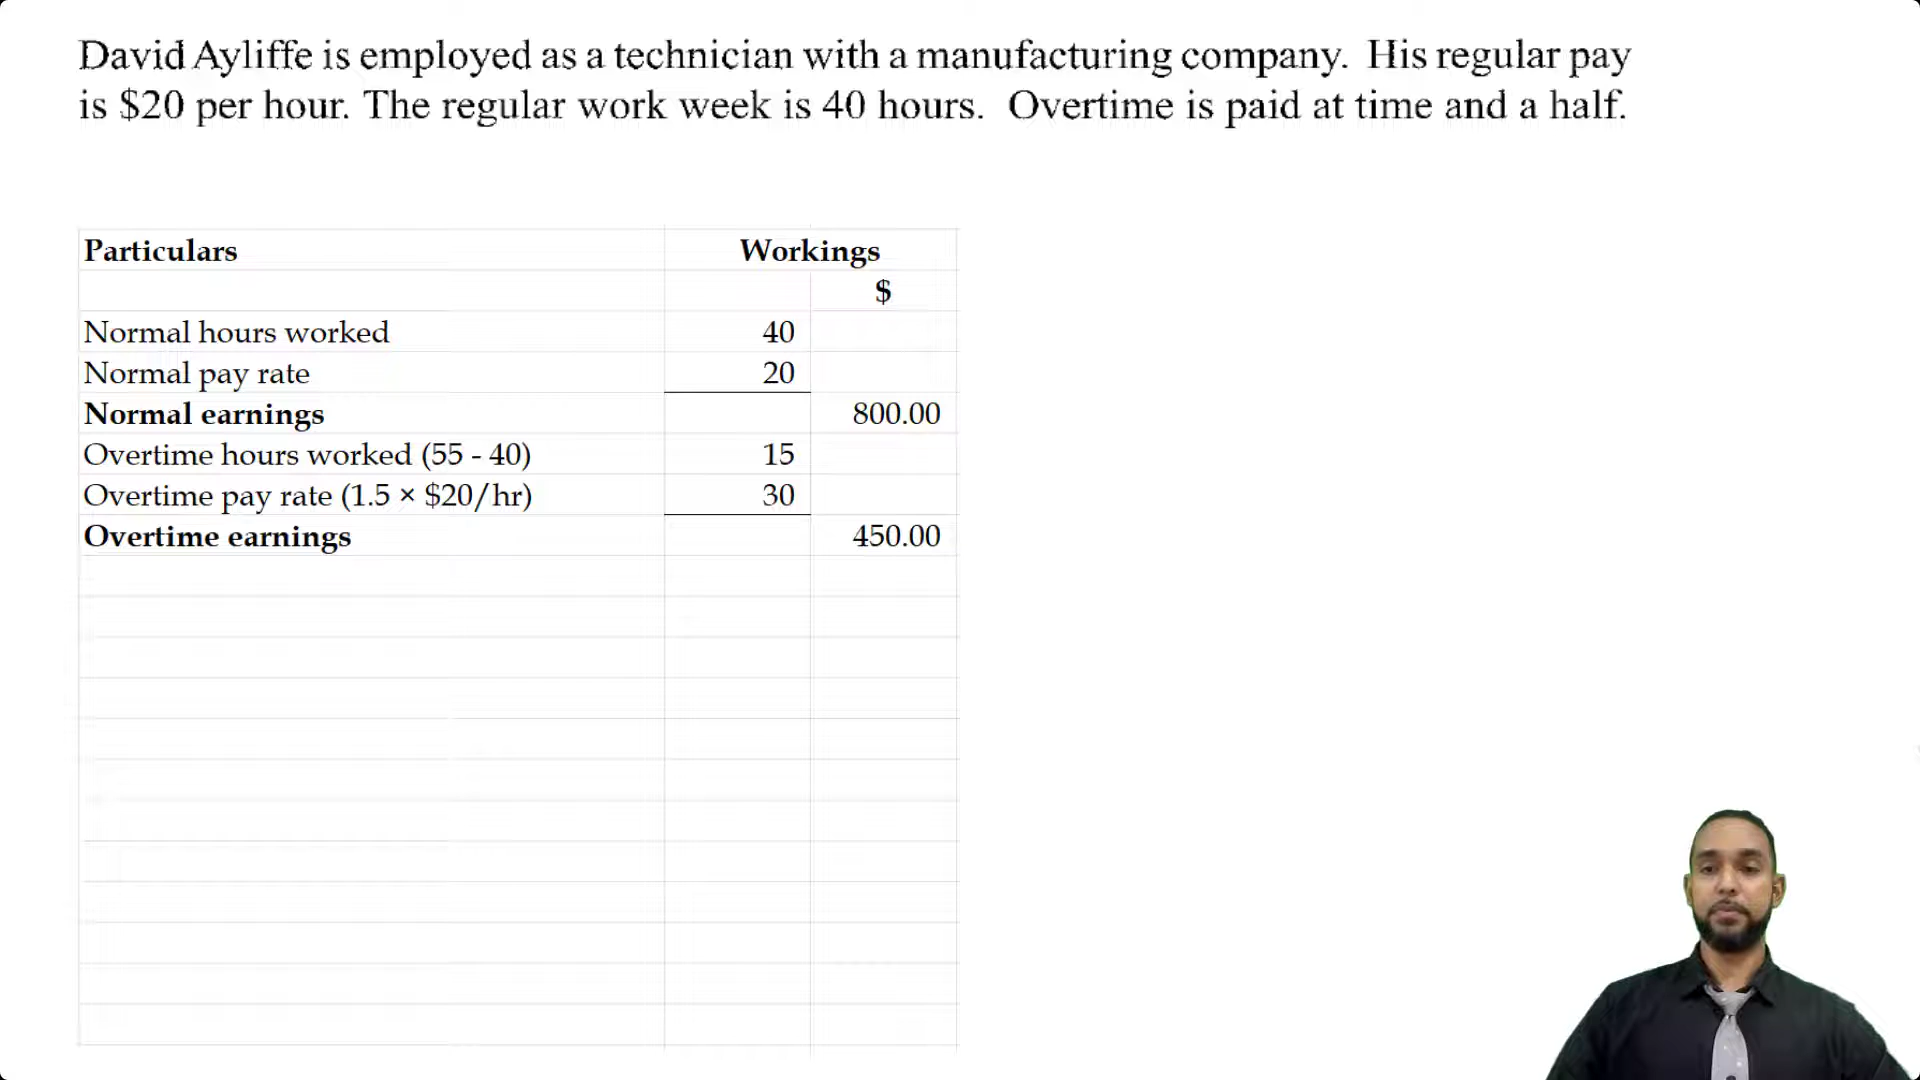 David Ayliffe is employed as a technician with a manufacturing company. His regular pay
is $20 per hour. The regular work week is 40 hours. Overtime is paid at time and a half.
Particulars Workings
$
Normal hours worked 40
Normal pay rate 20
Normal earnings 800.00
Overtime hours worked (55 - 40) 15
Overtime pay rate (1.5 × $20/hr) 30
Overtime earnings 450.00